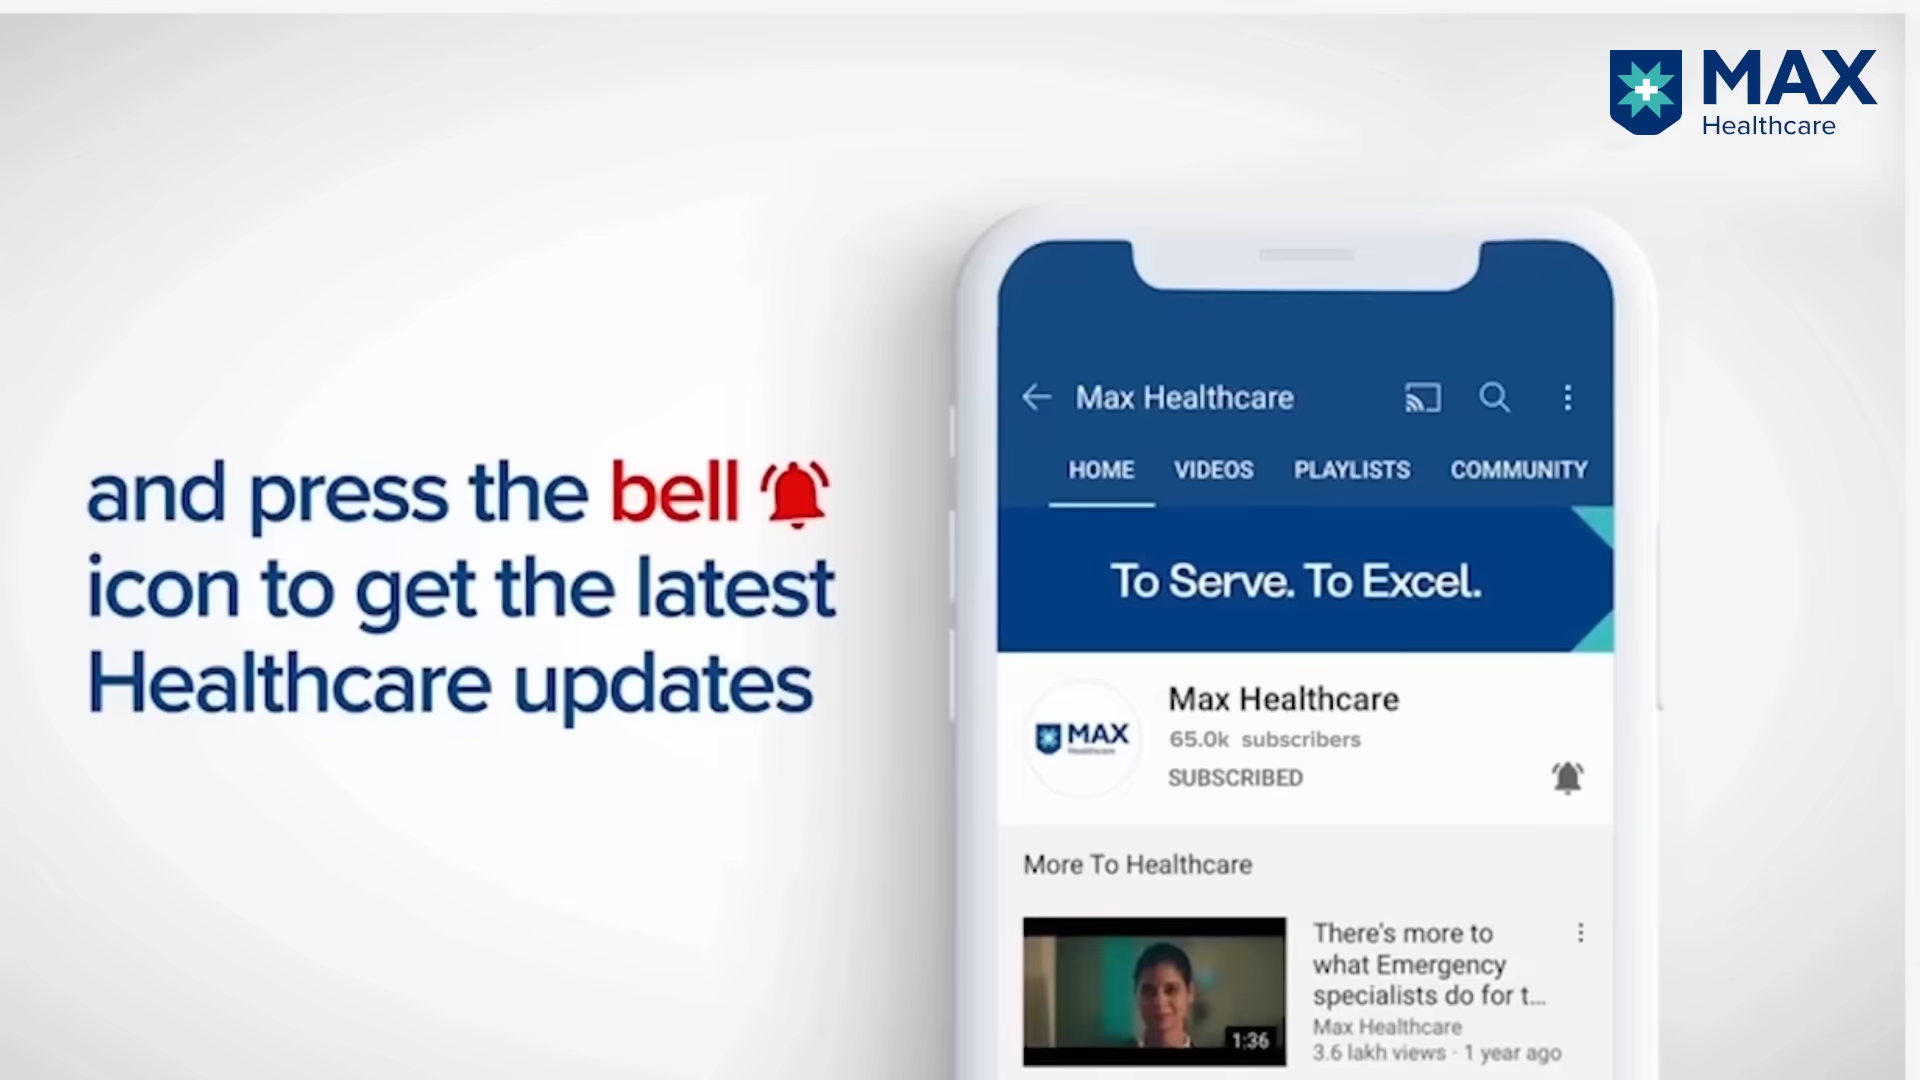 MAX
Healthcare
and press the bell
icon to get the latest
Healthcare updates
Max Healthcare
HOME VIDEOS PLAYLISTS COMMUNITY
To Serve. To Excel.
MAX
Healthcare
Max Healthcare
65.0k subscribers
SUBSCRIBED
More To Healthcare
1:36
There's more to
what Emergency
specialists do for t...
Max Healthcare
3.6 lakh views · 1 year ago